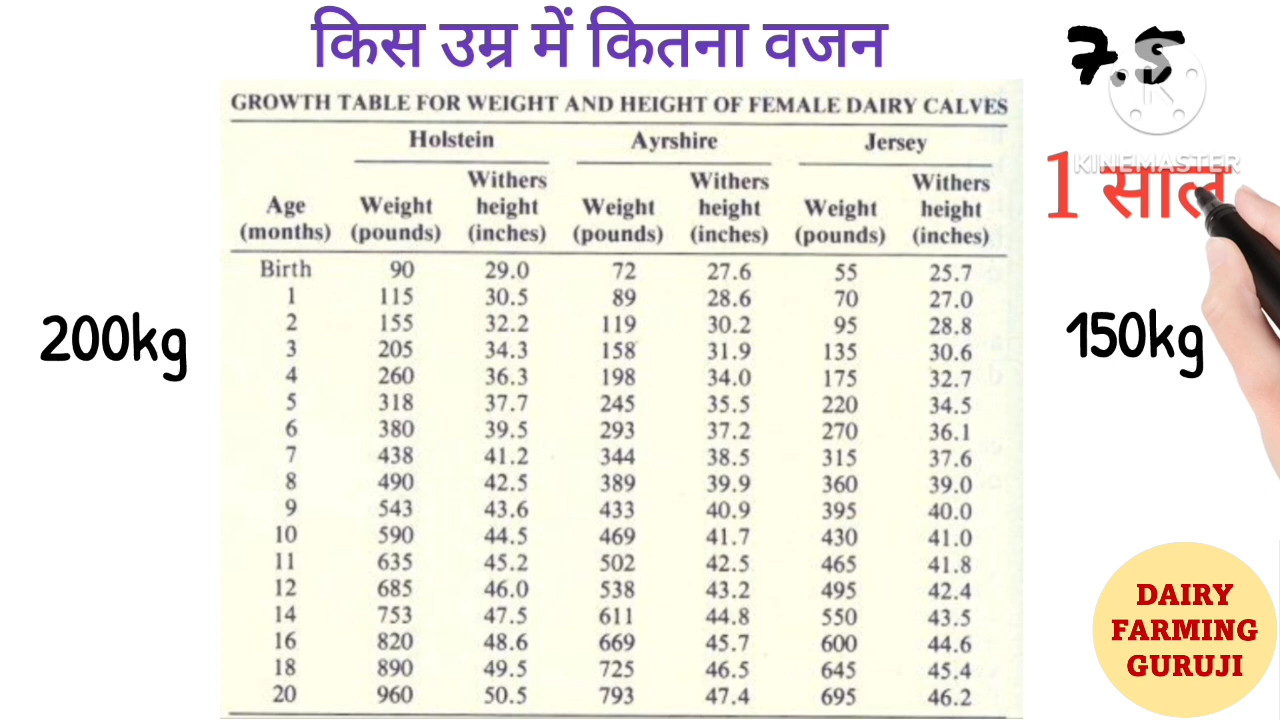 किस उम्र में कितना वजन
7.5
KINEMASTER
1 साल
200kg
150kg
GROWTH TABLE FOR WEIGHT AND HEIGHT OF FEMALE DAIRY CALVES
Holstein Ayrshire Jersey
Withers Withers Withers
Age Weight height Weight height Weight height
(months) (pounds) (inches) (pounds) (inches) (pounds) (inches)
Birth 90 29.0 72 27.6 55 25.7
1 115 30.5 89 28.6 70 27.0
2 155 32.2 119 30.2 95 28.8
3 205 34.3 158 31.9 135 30.6
4 260 36.3 198 34.0 175 32.7
5 318 37.7 245 35.5 220 34.5
6 380 39.5 293 37.2 270 36.1
7 438 41.2 344 38.5 315 37.6
8 490 42.5 389 39.9 360 39.0
9 543 43.6 433 40.9 395 40.0
10 590 44.5 469 41.7 430 41.0
11 635 45.2 502 42.5 465 41.8
12 685 46.0 538 43.2 495 42.4
14 753 47.5 611 44.8 550 43.5
16 820 48.6 669 45.7 600 44.6
18 890 49.5 725 46.5 645 45.4
20 960 50.5 793 47.4 695 46.2
DAIRY
FARMING
GURUJI